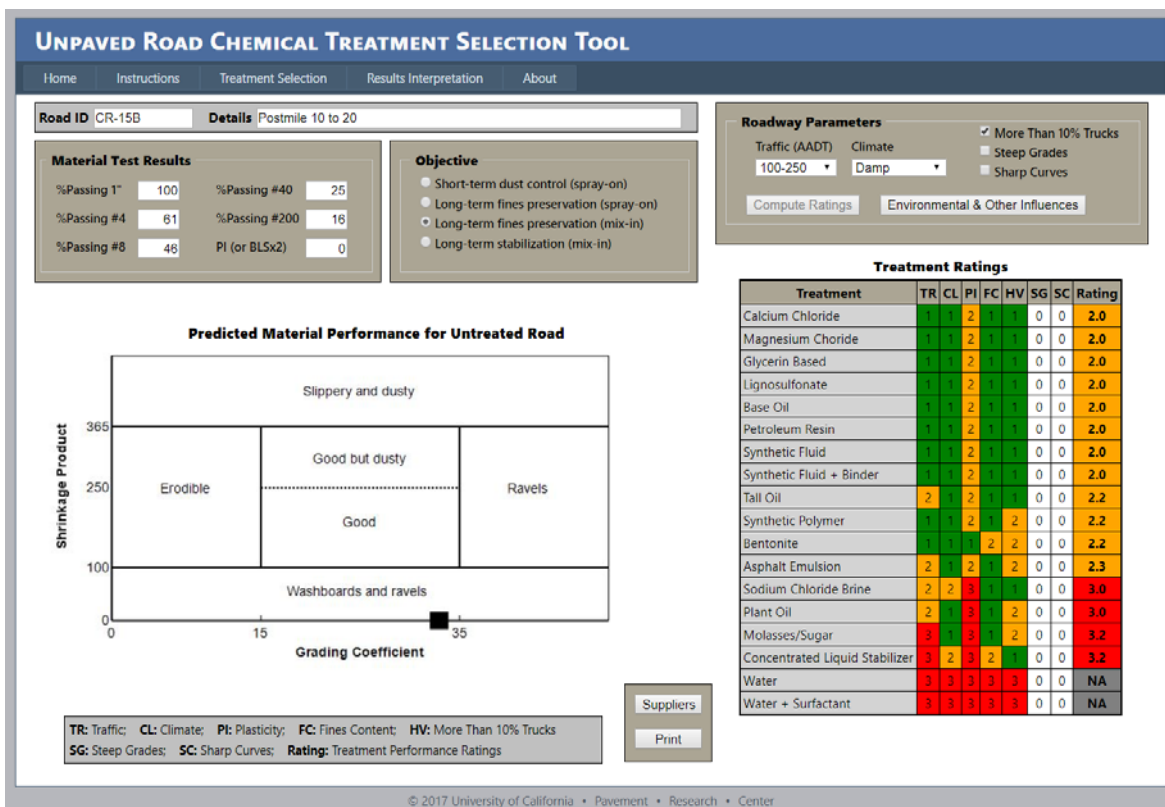 UNPAVED ROAD CHEMICAL TREATMENT SELECTION TOOL
Home Instructions Treatment Selection Results Interpretation About
Road ID CR-15B Details Postmile 10 to 20
Material Test Results
%Passing 1" 100 %Passing #40 25
%Passing #4 61 %Passing #200 16
%Passing #8 46 PI (or BLSx2) 0
Objective
Short-term dust control (spray-on)
Long-term fines preservation (spray-on)
Long-term fines preservation (mix-in)
Long-term stabilization (mix-in)
Roadway Parameters
Traffic (AADT) Climate
100-250 Damp
More Than 10% Trucks
Steep Grades
Sharp Curves
Compute Ratings Environmental & Other Influences
Predicted Material Performance for Untreated Road
Shrinkage Product
365
250
100
0
Slippery and dusty
Erodible
Good but dusty
Good
Ravels
Washboards and ravels
0 15 35
Grading Coefficient
Treatment Ratings
Treatment TR CL PI FC HV SG SC Rating
Calcium Chloride 1 1 2 1 1 0 0 2.0
Magnesium Choride 1 1 2 1 1 0 0 2.0
Glycerin Based 1 1 2 1 1 0 0 2.0
Lignosulfonate 1 1 2 1 1 0 0 2.0
Base Oil 1 1 2 1 1 0 0 2.0
Petroleum Resin 1 1 2 1 1 0 0 2.0
Synthetic Fluid 1 1 2 1 1 0 0 2.0
Synthetic Fluid + Binder 1 1 2 1 1 0 0 2.0
Tall Oil 2 1 2 1 1 0 0 2.2
Synthetic Polymer 1 1 2 1 2 0 0 2.2
Bentonite 1 1 1 2 2 0 0 2.2
Asphalt Emulsion 2 1 2 1 2 0 0 2.3
Sodium Chloride Brine 2 2 3 1 1 0 0 3.0
Plant Oil 2 1 3 1 2 0 0 3.0
Molasses/Sugar 3 1 3 1 2 0 0 3.2
Concentrated Liquid Stabilizer 3 2 3 2 1 0 0 3.2
Water 3 3 3 3 3 0 0 NA
Water + Surfactant 3 3 3 3 3 0 0 NA
Suppliers
Print
TR: Traffic; CL: Climate; PI: Plasticity; FC: Fines Content; HV: More Than 10% Trucks
SG: Steep Grades; SC: Sharp Curves; Rating: Treatment Performance Ratings
© 2017 University of California • Pavement • Research • Center